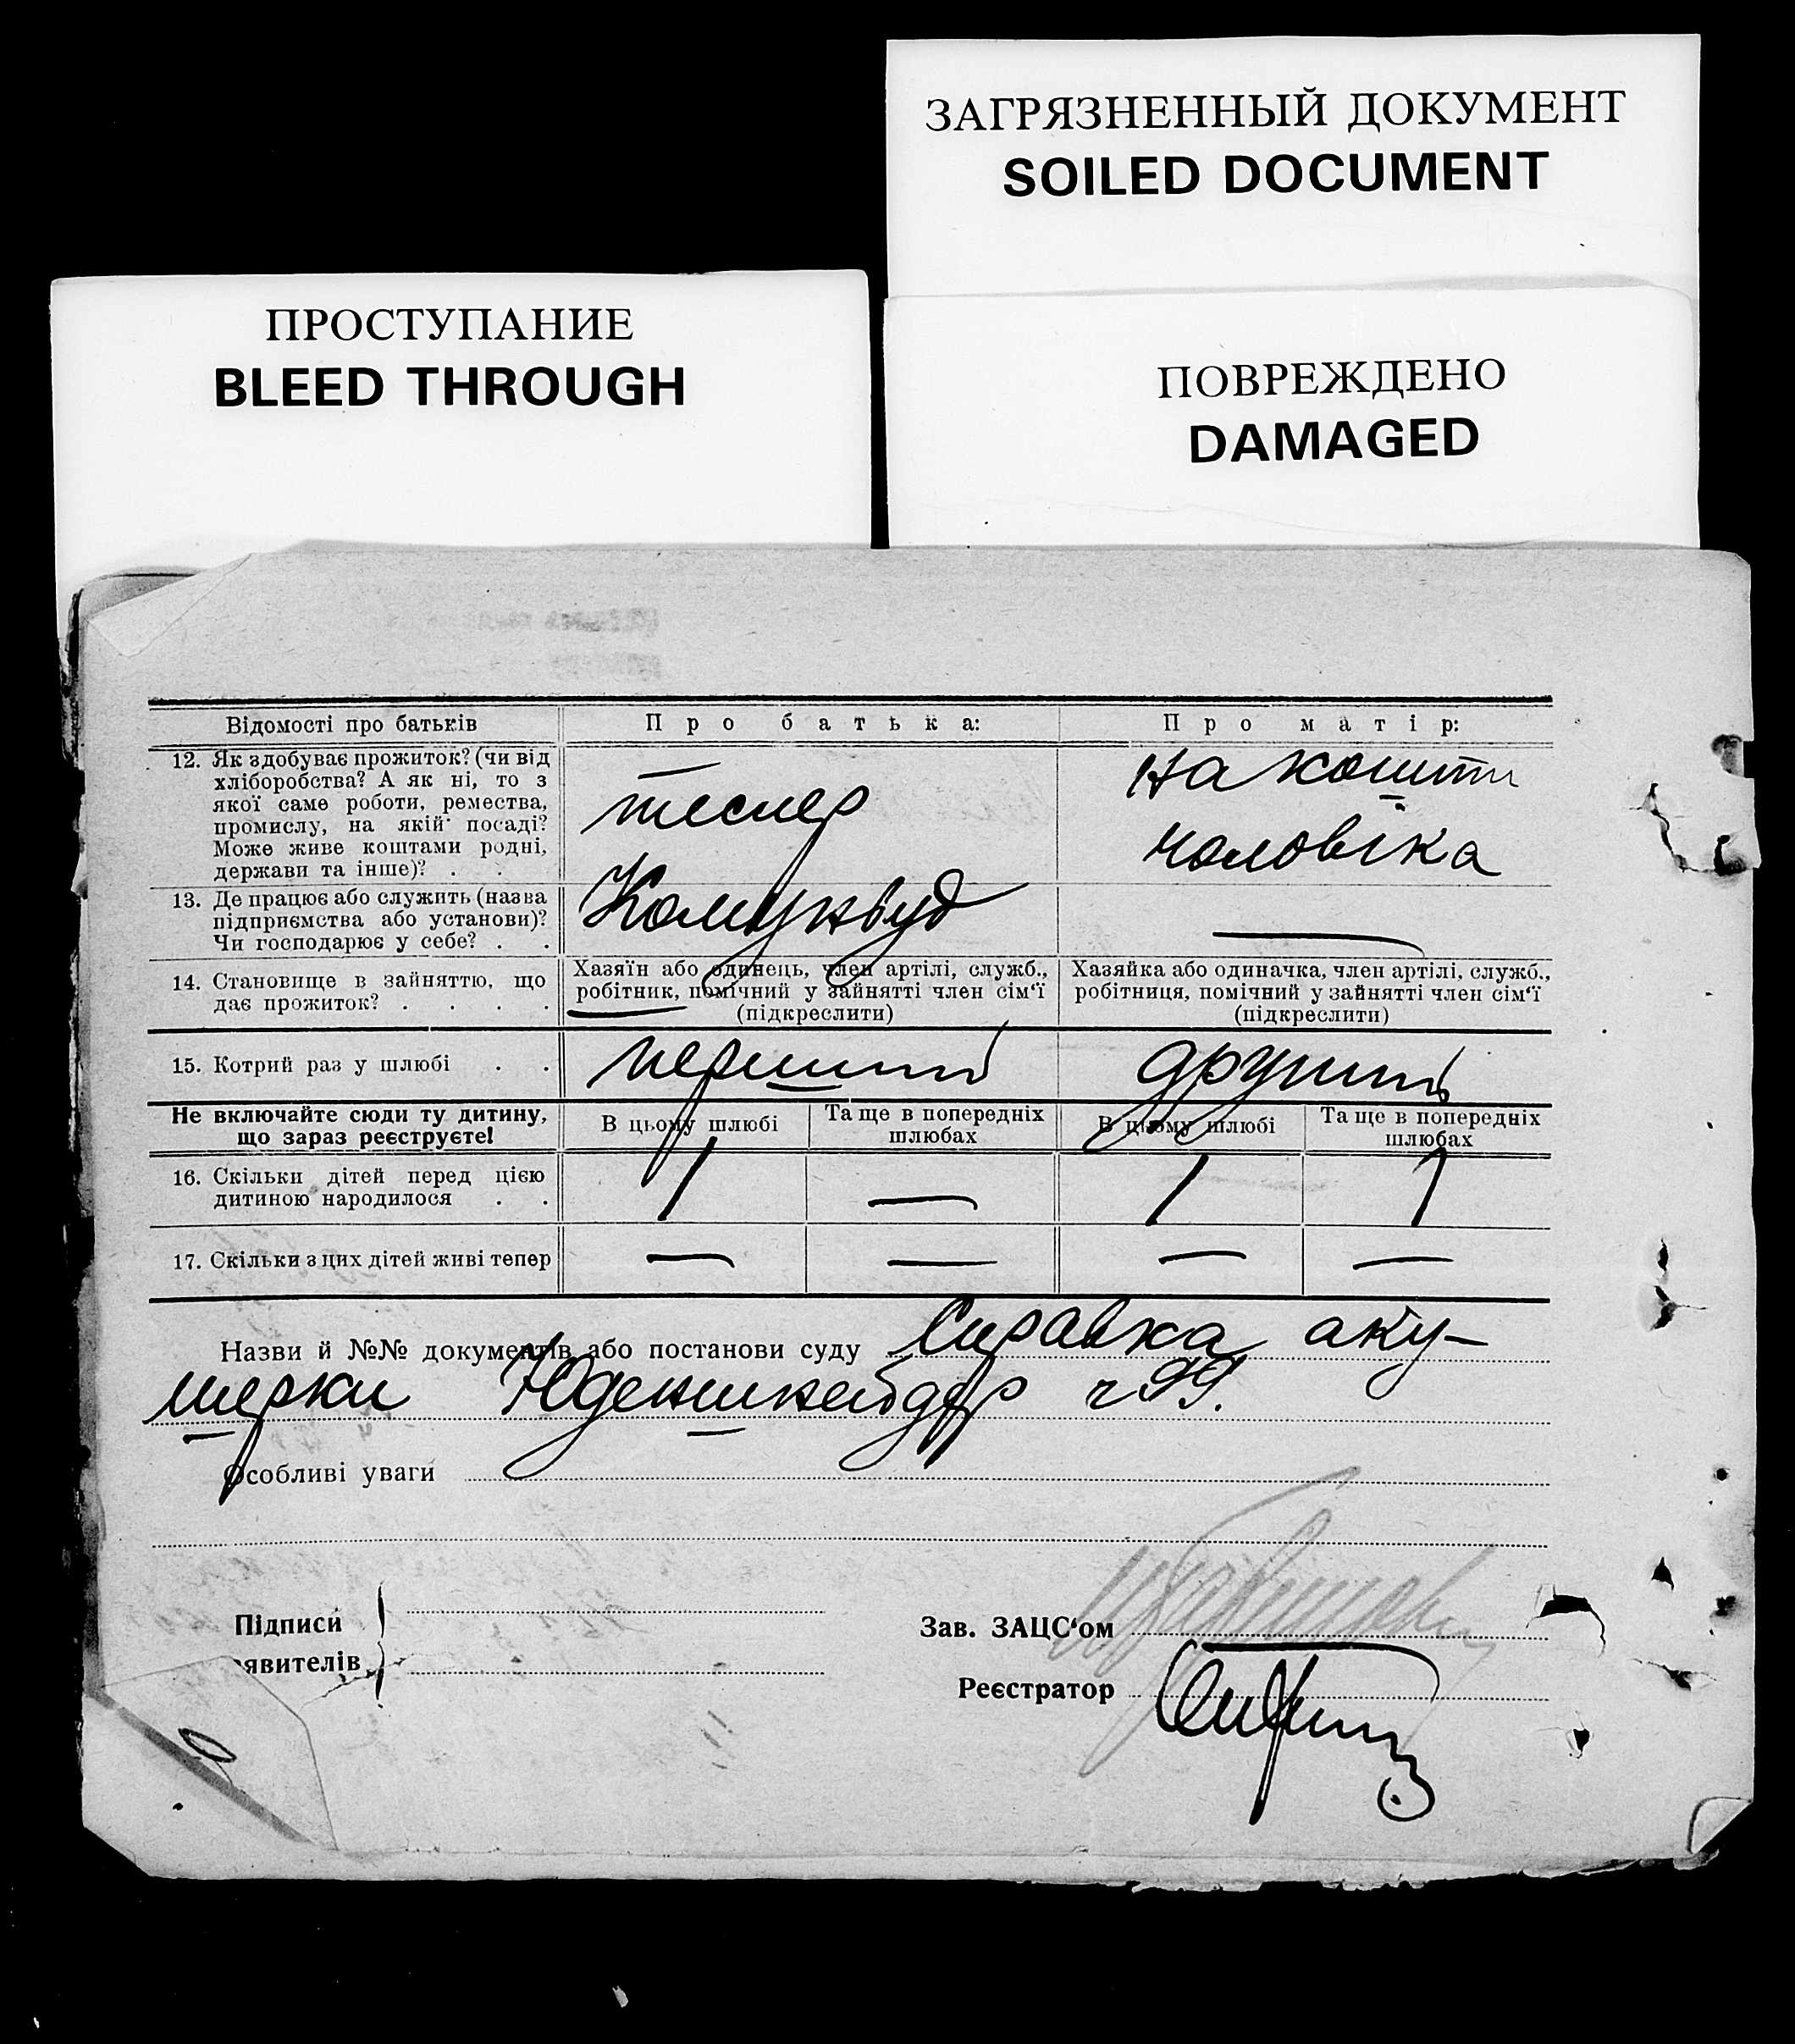 ЗАГРЯЗНЕННЫЙ ДОКУМЕНТ
SOILED DOCUMENT
ПРОСТУПАНИЕ
BLEED THROUGH
ПОВРЕЖДЕНО
DAMAGED
Відомості про батьків
Про батька:
Про матір:
12. Як здобуває прожиток? (чи від
хліборобства? А як ні, то з
якої саме роботи, ремества,
промислу, на якій посаді?
Може живе коштами родні,
держави та інше)? . .
тесляр
на кошти
чоловіка
13. Де працює або служить (назва
підприємства або установи)?
Чи господарює у себе? . .
Комунбуд
—
14. Становище в зайняттю, що
дає прожиток? . . . .
Хазяїн або одинець, член артілі, служб.,
робітник, помічний у зайнятті член сім‘ї
(підкреслити)
Хазяйка або одиначка, член артілі, служб.,
робітниця, помічний у зайнятті член сім‘ї
(підкреслити)
15. Котрий раз у шлюбі . .
перший
другий
Не включайте сюди ту дитину,
що зараз реєструєте!
В цьому шлюбі
Та ще в попередніх
шлюбах
В цьому шлюбі
Та ще в попередніх
шлюбах
16. Скільки дітей перед цією
дитиною народилося . .
1 — 1 1
17. Скільки з цих дітей живі тепер
— — — —
Назви й №№ документів або постанови суду Справка аку-
шерки
Особливі уваги
Підписи
явителів
Зав. ЗАЦС‘ом
Реєстратор